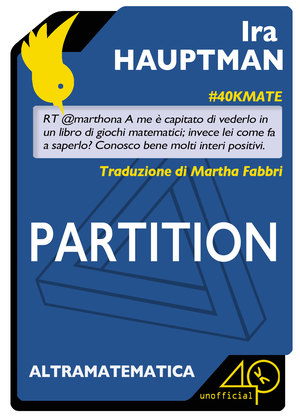 Ira
HAUPTMAN
#40KMATE
RT @marthona A me è capitato di vederlo in
un libro di giochi matematici; invece lei come fa
a saperlo? Conosco bene molti interi positivi.
Traduzione di Martha Fabbri
PARTITION
ALTRAMATEMATICA
40K
unofficial